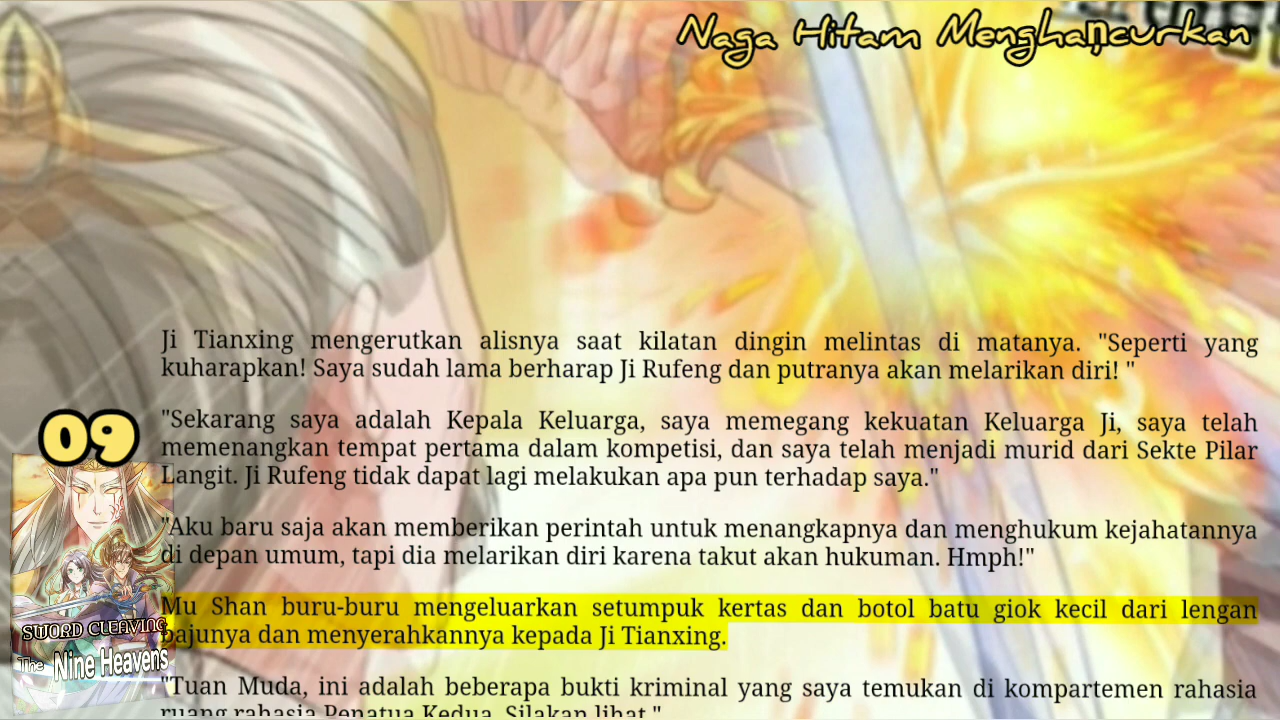 Naga Hitam Menghancurkan
Ji Tianxing mengerutkan alisnya saat kilatan dingin melintas di matanya. "Seperti yang
kuharapkan! Saya sudah lama berharap Ji Rufeng dan putranya akan melarikan diri! "
"Sekarang saya adalah Kepala Keluarga, saya memegang kekuatan Keluarga Ji, saya telah
memenangkan tempat pertama dalam kompetisi, dan saya telah menjadi murid dari Sekte Pilar
Langit. Ji Rufeng tidak dapat lagi melakukan apa pun terhadap saya."
"Aku baru saja akan memberikan perintah untuk menangkapnya dan menghukum kejahatannya
di depan umum, tapi dia melarikan diri karena takut akan hukuman. Hmph!"
Mu Shan buru-buru mengeluarkan setumpuk kertas dan botol batu giok kecil dari lengan
bajunya dan menyerahkannya kepada Ji Tianxing.
"Tuan Muda, ini adalah beberapa bukti kriminal yang saya temukan di kompartemen rahasia
ruang rahasia Penatua Kedua. Silakan lihat."
09
SWORD CLEAVING
The Nine Heavens